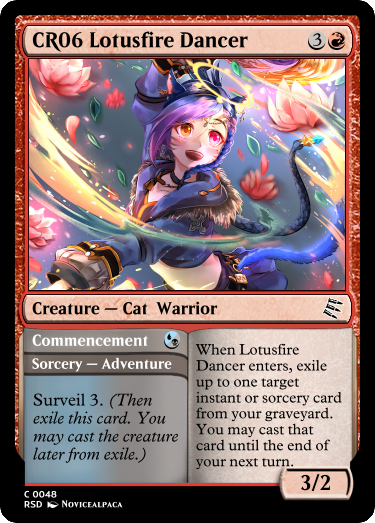 CR06 Lotusfire Dancer
3
Creature — Cat Warrior
Commencement
Sorcery — Adventure
Surveil 3. (Then
exile this card. You
may cast the creature
later from exile.)
When Lotusfire
Dancer enters, exile
up to one target
instant or sorcery card
from your graveyard.
You may cast that
card until the end of
your next turn.
3/2
C 0048
RSD NOVICEALPACA